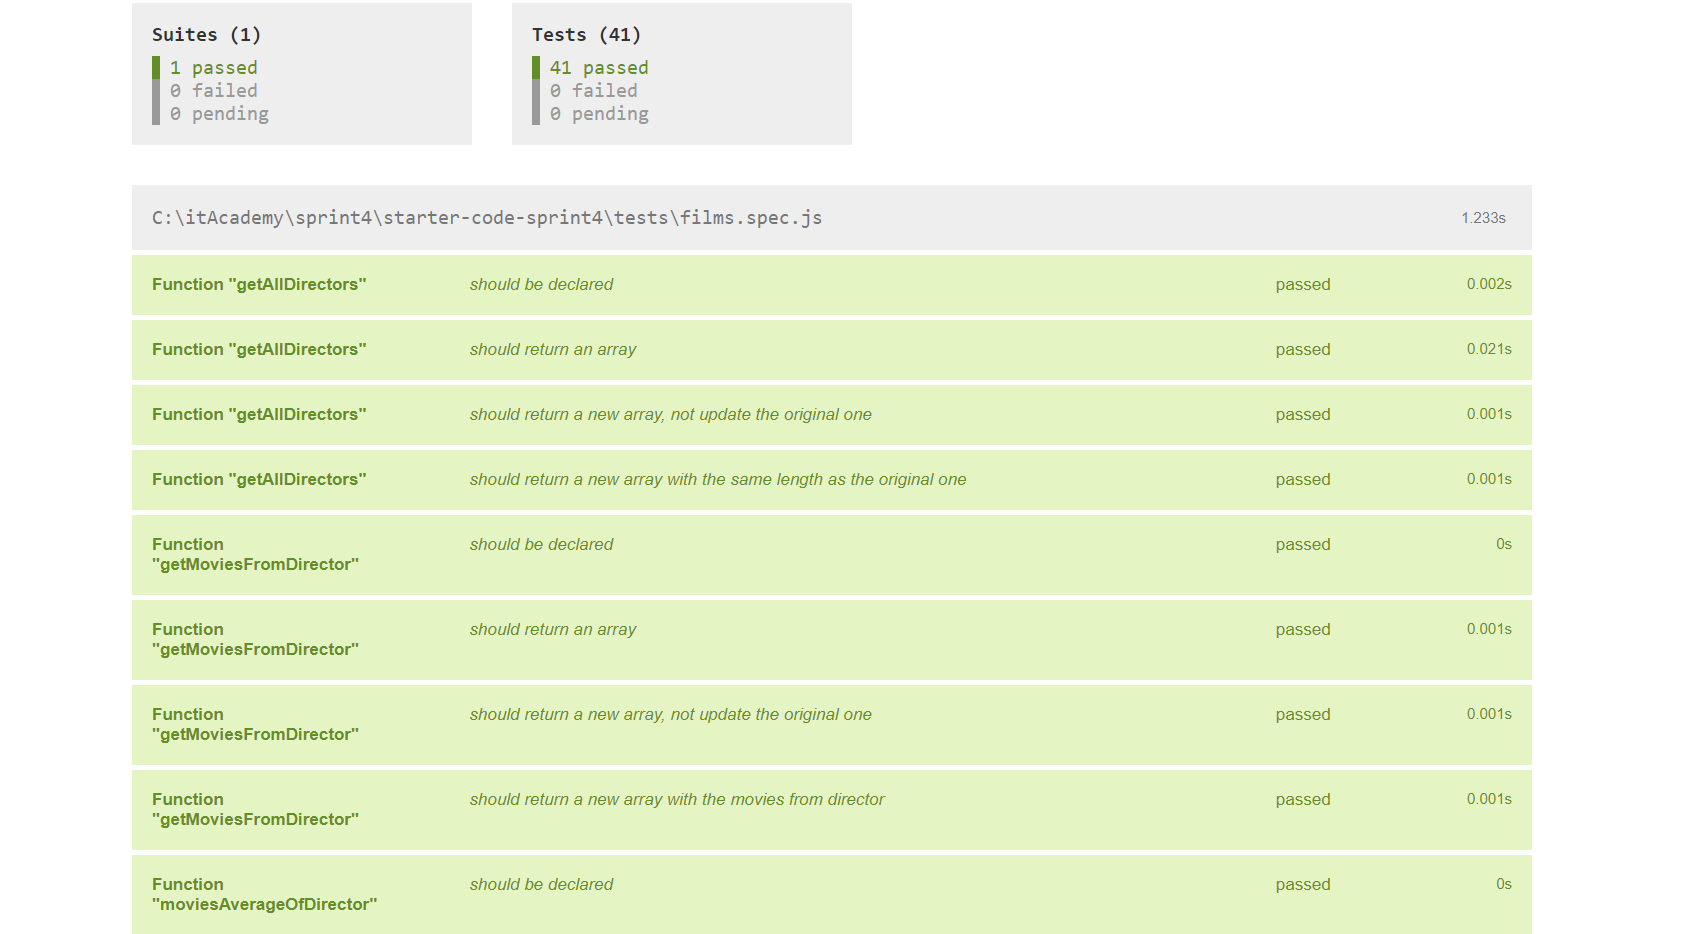 Suites (1)
1 passed
0 failed
0 pending
Tests (41)
41 passed
0 failed
0 pending
C:\itAcademy\sprint4\starter-code-sprint4\tests\films.spec.js 1.233s
Function "getAllDirectors" should be declared passed 0.002s
Function "getAllDirectors" should return an array passed 0.021s
Function "getAllDirectors" should return a new array, not update the original one passed 0.001s
Function "getAllDirectors" should return a new array with the same length as the original one passed 0.001s
Function should be declared passed 0s
"getMoviesFromDirector"
Function should return an array passed 0.001s
"getMoviesFromDirector"
Function should return a new array, not update the original one passed 0.001s
"getMoviesFromDirector"
Function should return a new array with the movies from director passed 0.001s
"getMoviesFromDirector"
Function should be declared passed 0s
"moviesAverageOfDirector"